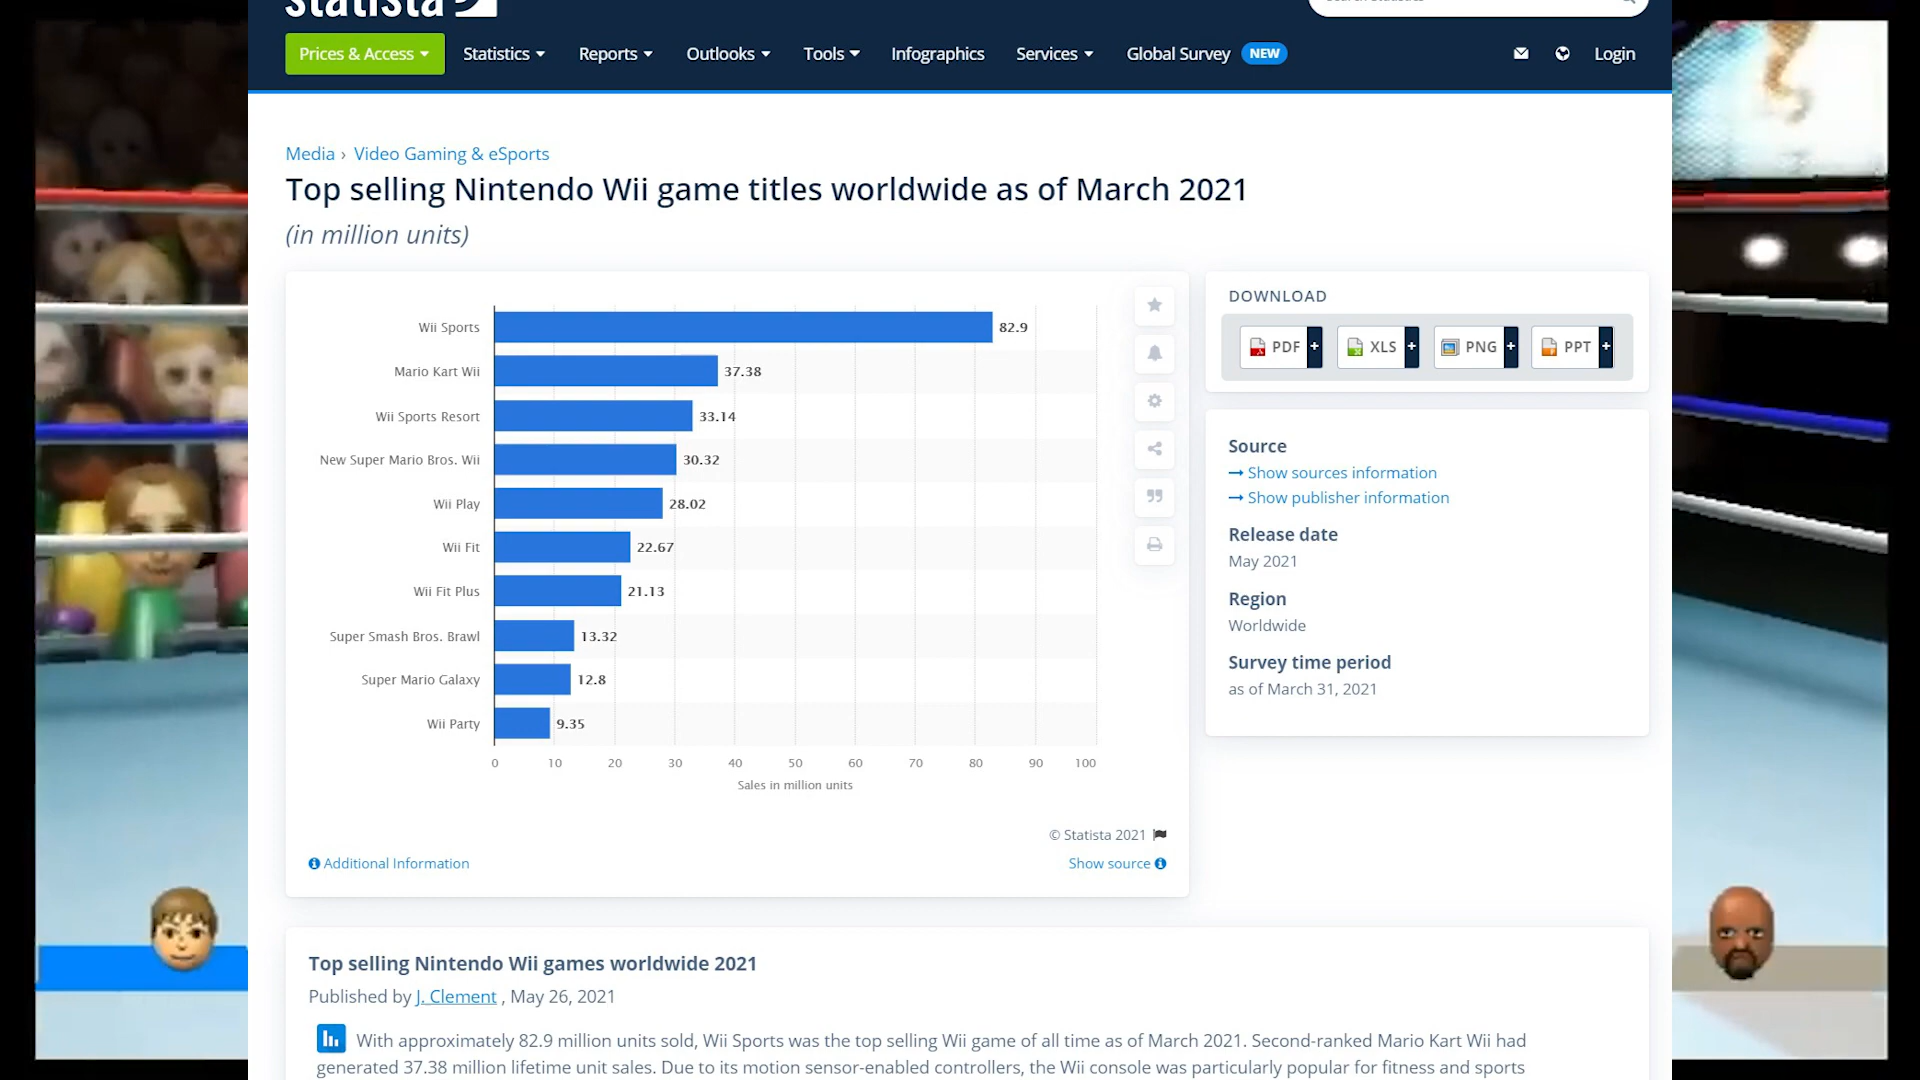 statista
Prices & Access Statistics Reports Outlooks Tools Infographics Services Global Survey NEW Login
Media › Video Gaming & eSports
Top selling Nintendo Wii game titles worldwide as of March 2021
(in million units)
Wii Sports 82.9
Mario Kart Wii 37.38
Wii Sports Resort 33.14
New Super Mario Bros. Wii 30.32
Wii Play 28.02
Wii Fit 22.67
Wii Fit Plus 21.13
Super Smash Bros. Brawl 13.32
Super Mario Galaxy 12.8
Wii Party 9.35
0 10 20 30 40 50 60 70 80 90 100
Sales in million units
© Statista 2021
Additional Information Show source
DOWNLOAD
PDF + XLS + PNG + PPT +
Source
→ Show sources information
→ Show publisher information
Release date
May 2021
Region
Worldwide
Survey time period
as of March 31, 2021
Top selling Nintendo Wii games worldwide 2021
Published by J. Clement , May 26, 2021
With approximately 82.9 million units sold, Wii Sports was the top selling Wii game of all time as of March 2021. Second-ranked Mario Kart Wii had
generated 37.38 million lifetime unit sales. Due to its motion sensor-enabled controllers, the Wii console was particularly popular for fitness and sports